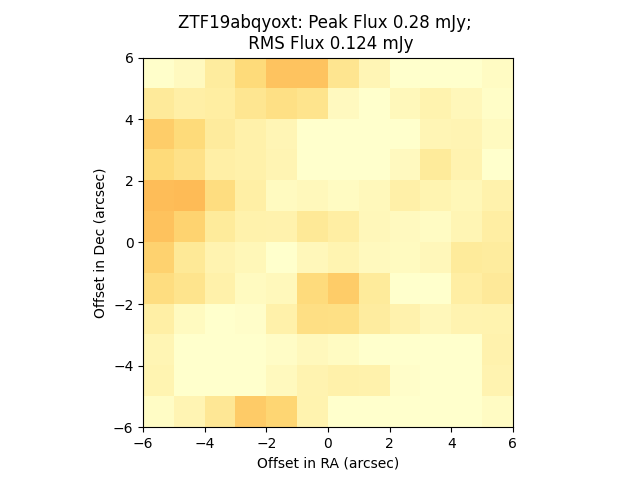 ZTF19abqyoxt: Peak Flux 0.28 mJy;
RMS Flux 0.124 mJy
6
4
2
0
−2
−4
−6
Offset in Dec (arcsec)
−6 −4 −2 0 2 4 6
Offset in RA (arcsec)